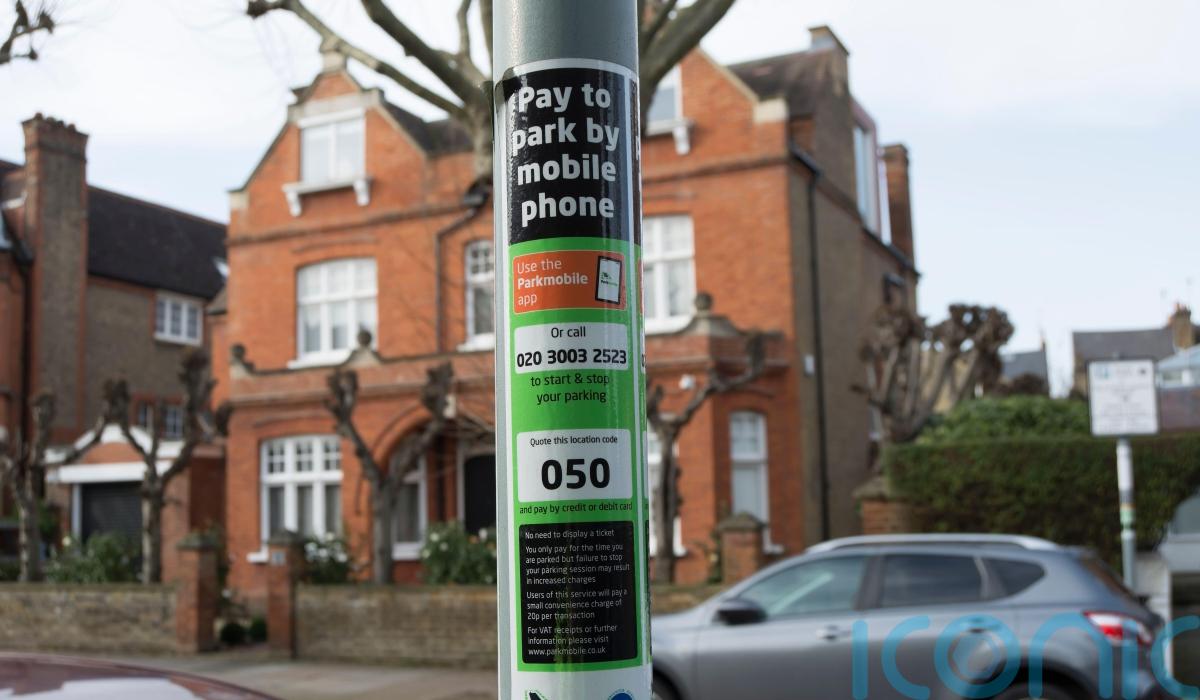 Pay to
park by
mobile
phone
Use the
Parkmobile
app
Or call
020 3003 2523
to start & stop
your parking
Quote this location code
050
and pay by credit or debit card
No need to display a ticket
You only pay for the time you
are parked but failure to stop
your parking session may result
in increased charges
Users of this service will pay a
small convenience charge of
20p per transaction
For VAT receipts or further
information please visit
www.parkmobile.co.uk
iconic